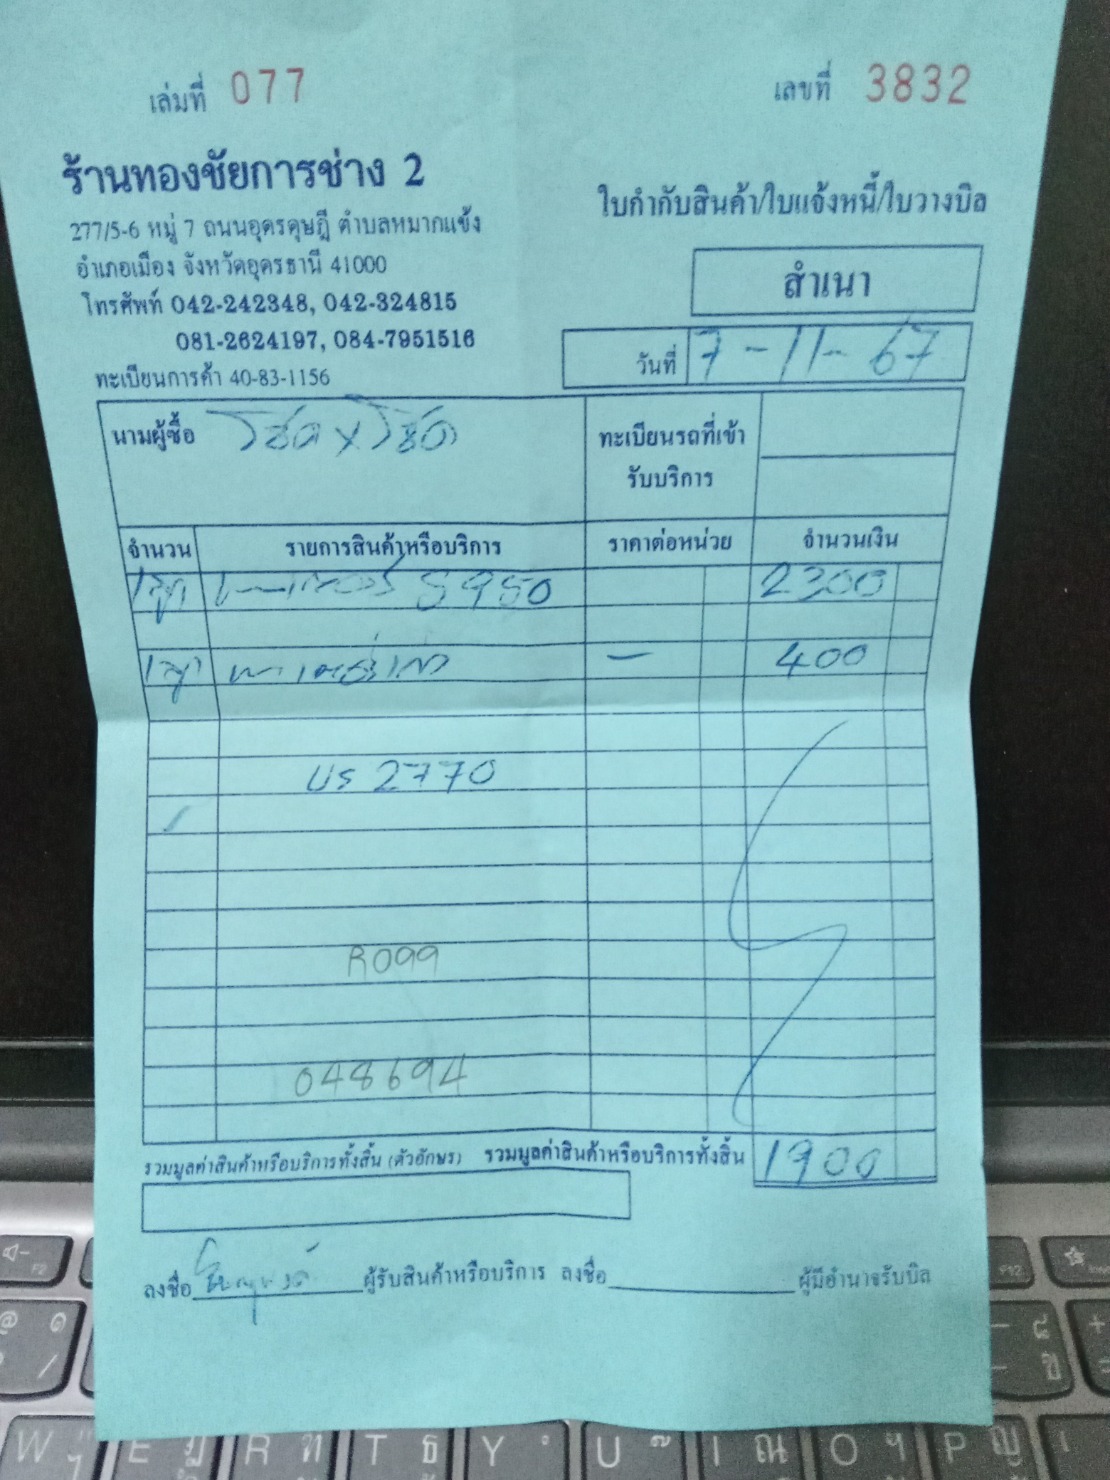 เล่มที่ 077
เลขที่ 3832
ร้านทองชัยการช่าง 2
277/5-6 หมู่ 7 ถนนอุดรดุษฎี ตำบลหมากแข้ง
อำเภอเมือง จังหวัดอุดรธานี 41000
โทรศัพท์ 042-242348, 042-324815
081-2624197, 084-7951516
ทะเบียนการค้า 40-83-1156
ใบกำกับสินค้า/ใบแจ้งหนี้/ใบวางบิล
สำเนา
วันที่ 7-11-67
นามผู้ซื้อ
ทะเบียนรถที่เข้า
รับบริการ
จำนวน รายการสินค้าหรือบริการ ราคาต่อหน่วย จำนวนเงิน
S950 2300
- 400
บร 2770
R099
048694
รวมมูลค่าสินค้าหรือบริการทั้งสิ้น (ตัวอักษร) รวมมูลค่าสินค้าหรือบริการทั้งสิ้น 1900
ลงชื่อ ผู้รับสินค้าหรือบริการ ลงชื่อ ผู้มีอำนาจรับบิล
W E R T Y U I O P